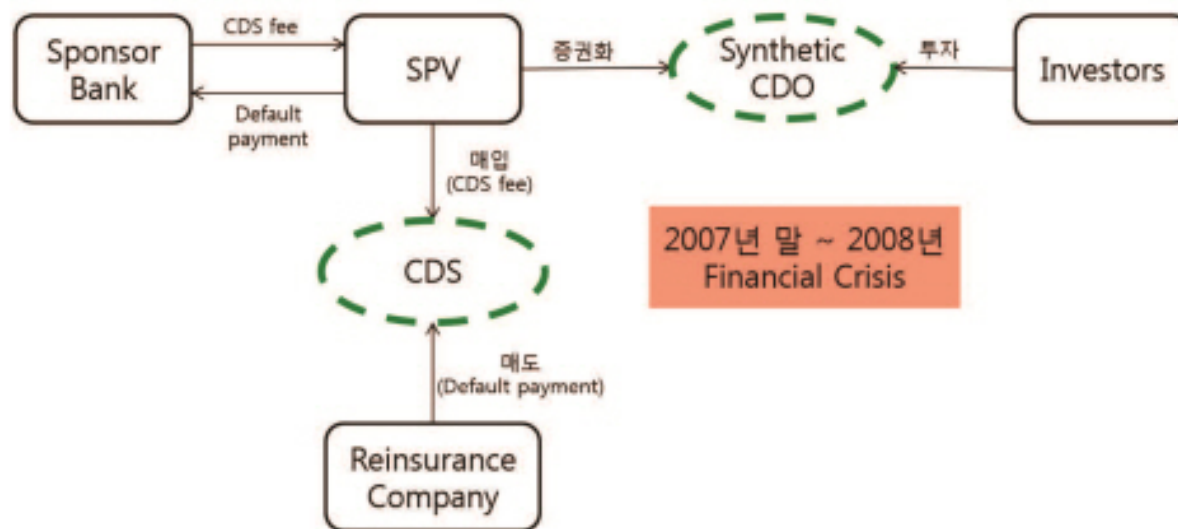 CDS fee
Sponsor
Bank
Default
payment
SPV
증권화
Synthetic
CDO
투자
Investors
매입
(CDS fee)
CDS
2007년 말 ~ 2008년
Financial Crisis
매도
(Default payment)
Reinsurance
Company